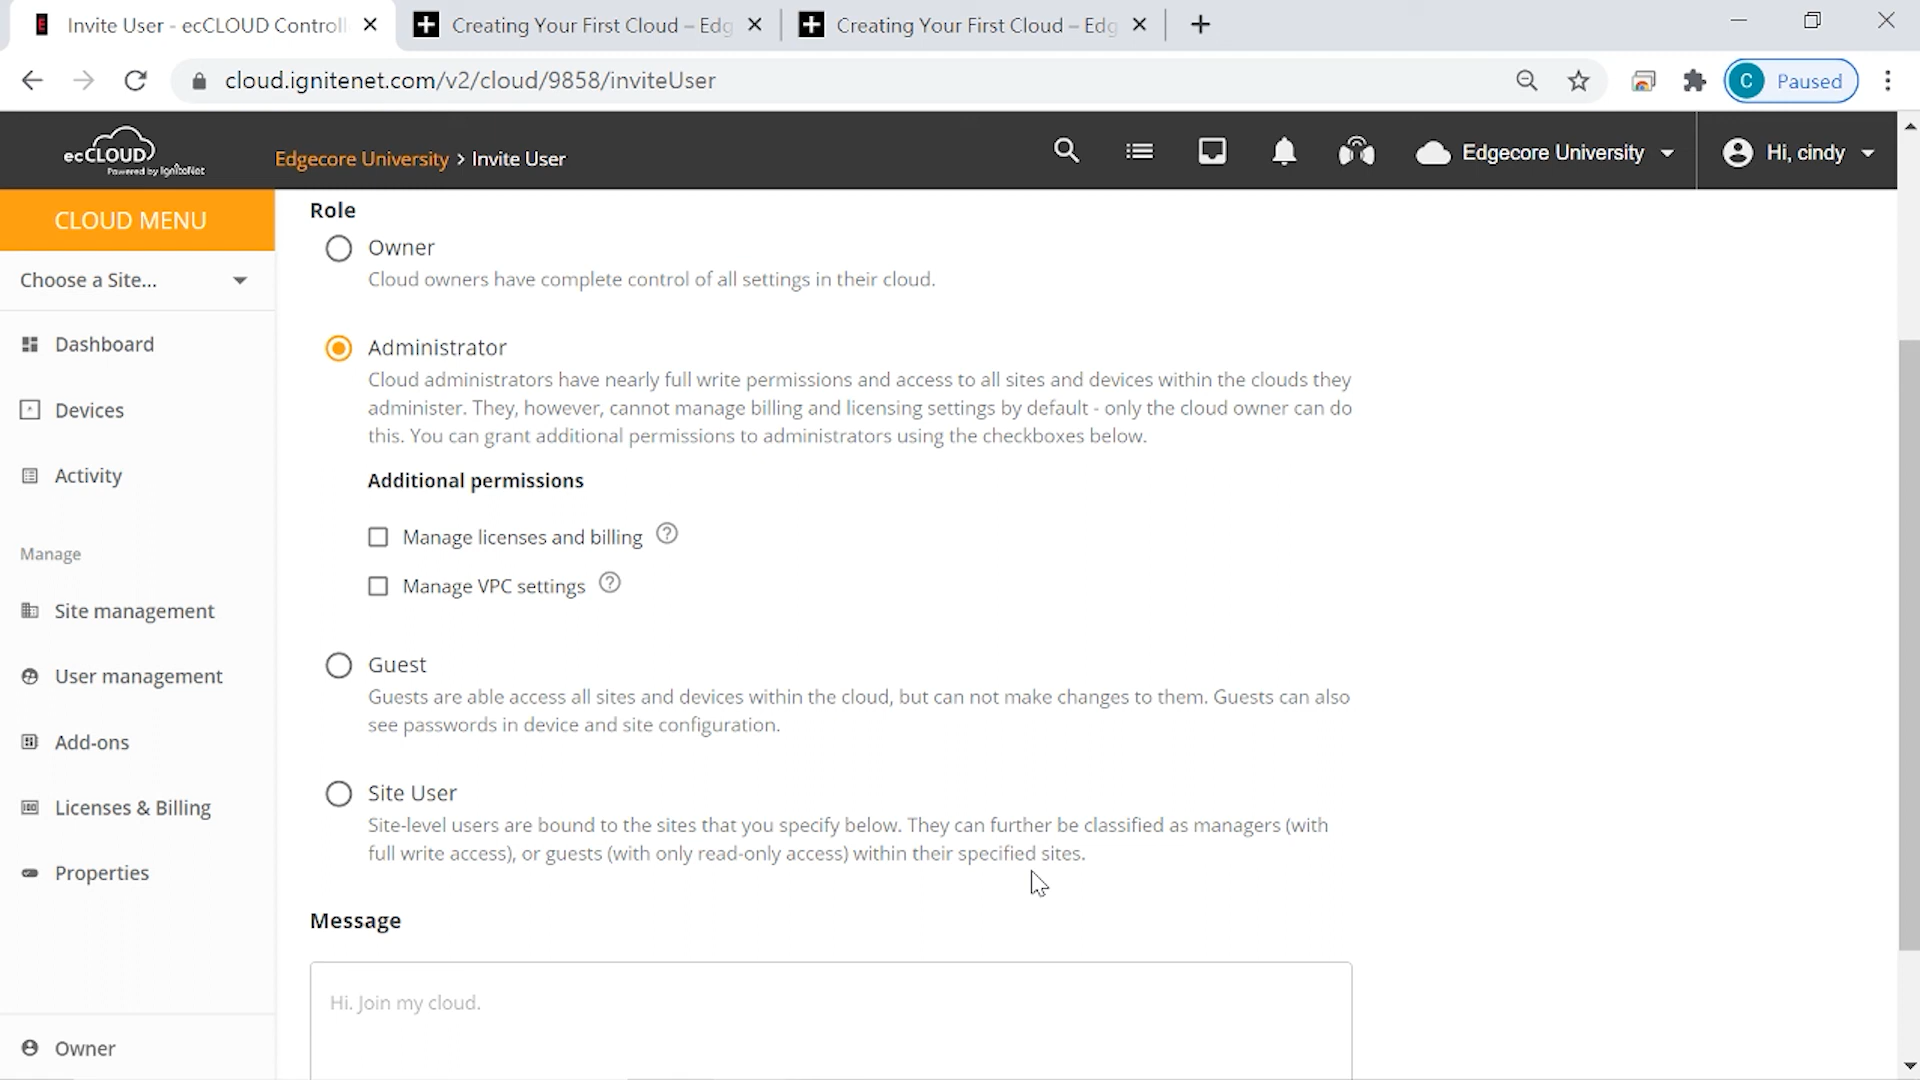 Invite User - ecCLOUD Controll
Creating Your First Cloud – Edg
Creating Your First Cloud – Edg
cloud.ignitenet.com/v2/cloud/9858/inviteUser
C Paused
ecCLOUD
Powered by IgniteNet
Edgecore University > Invite User
Edgecore University
Hi, cindy
CLOUD MENU
Choose a Site...
Dashboard
Devices
Activity
Manage
Site management
User management
Add-ons
Licenses & Billing
Properties
Owner
Role
Owner
Cloud owners have complete control of all settings in their cloud.
Administrator
Cloud administrators have nearly full write permissions and access to all sites and devices within the clouds they
administer. They, however, cannot manage billing and licensing settings by default - only the cloud owner can do
this. You can grant additional permissions to administrators using the checkboxes below.
Additional permissions
Manage licenses and billing ?
Manage VPC settings ?
Guest
Guests are able access all sites and devices within the cloud, but can not make changes to them. Guests can also
see passwords in device and site configuration.
Site User
Site-level users are bound to the sites that you specify below. They can further be classified as managers (with
full write access), or guests (with only read-only access) within their specified sites.
Message
Hi. Join my cloud.